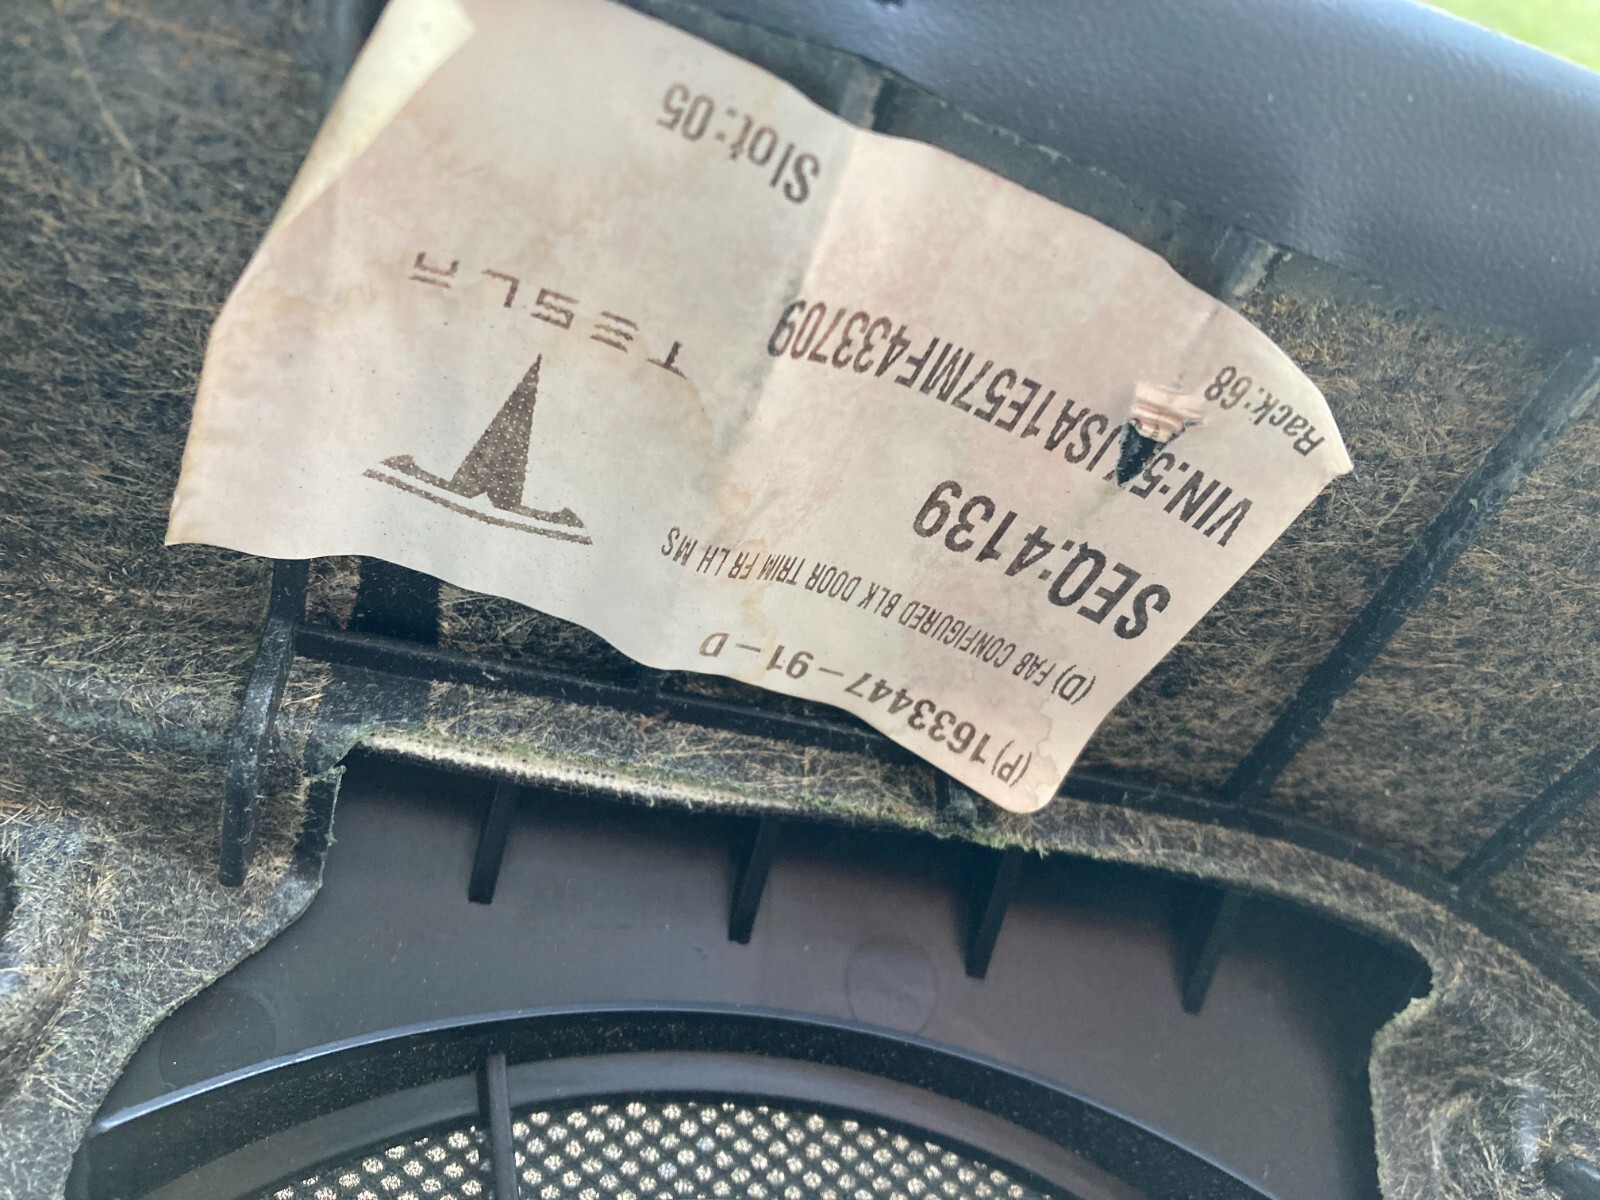 (P)1633447-91-D
(D) FAB CONFIGURED BLK DOOR TRIM FR LH MS
SEQ:4139
VIN:5YJSA1E57MF433709
Rack:68
Slot:05
TESLA